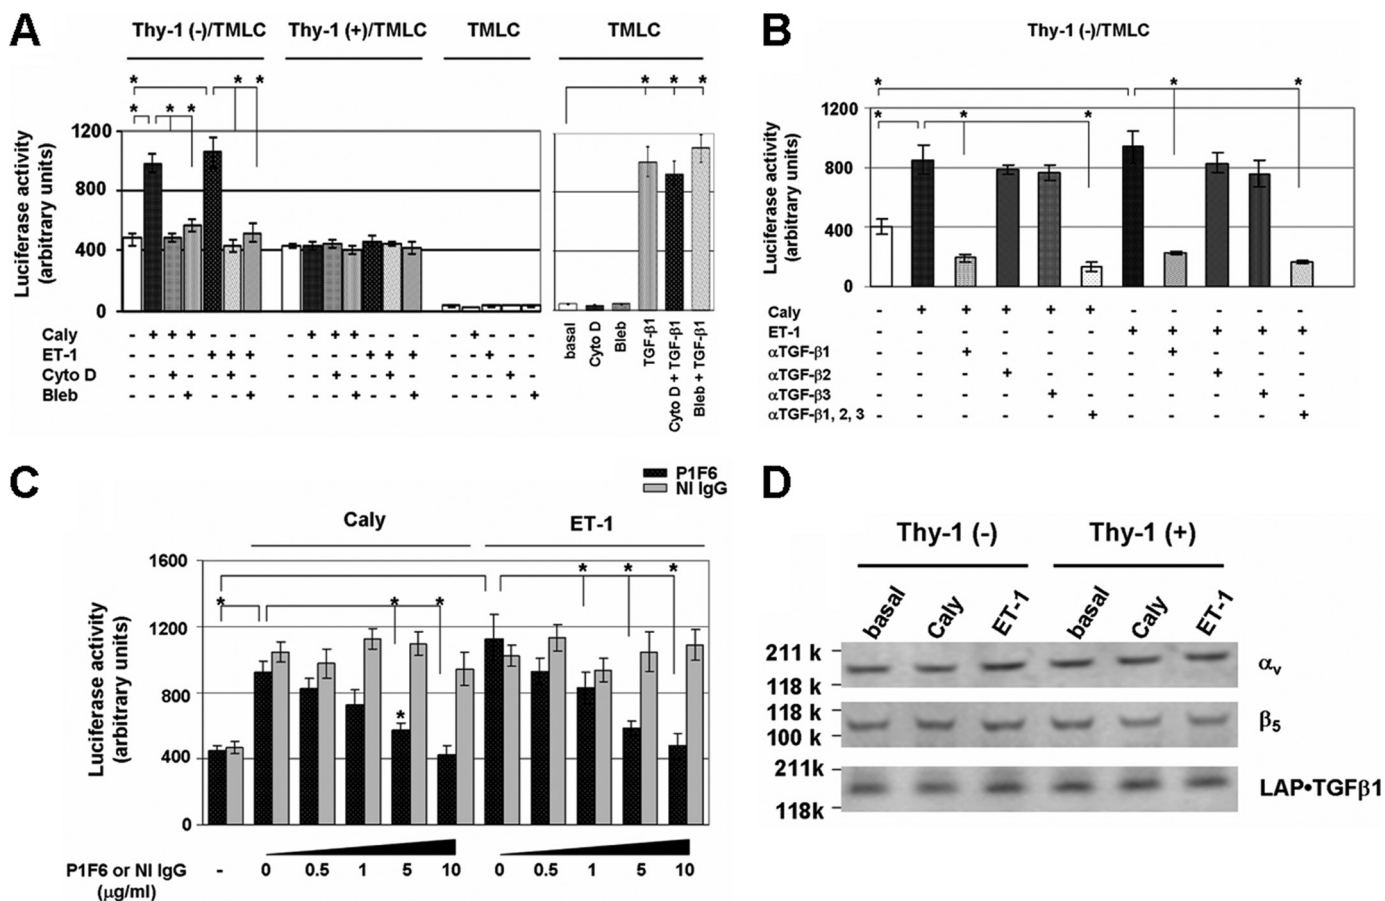 A
Thy-1 (-)/TMLC Thy-1 (+)/TMLC TMLC TMLC
* * * *
* * * * * *
Luciferase activity
(arbitrary units)
1200
800
400
0
Caly - + + + - - - - + + + - - - - + - - -
ET-1 - - - - + + + - - - - + + + - - + - -
Cyto D - - + - - + - - - + - - + - - - - + -
Bleb - - - + - - + - - - + - - + - - - - +
basal
Cyto D
Bleb
TGF-β1
Cyto D + TGF-β1
Bleb + TGF-β1
B
Thy-1 (-)/TMLC
* * *
* * *
Luciferase activity
(arbitrary units)
1200
800
400
0
Caly - + + + + + - - - - -
ET-1 - - - - - - + + + + +
αTGF-β1 - - + - - - - + - - -
αTGF-β2 - - - + - - - - + - -
αTGF-β3 - - - - + - - - - + -
αTGF-β1, 2, 3 - - - - - + - - - - +
C
P1F6
NI IgG
Caly ET-1
* * *
* * *
*
Luciferase activity
(arbitrary units)
1600
1200
800
400
0
P1F6 or NI IgG - 0 0.5 1 5 10 0 0.5 1 5 10
(µg/ml)
D
Thy-1 (-) Thy-1 (+)
basal Caly ET-1 basal Caly ET-1
211 k
118 k
αv
118 k
100 k
β5
211k
118k
LAP•TGFβ1